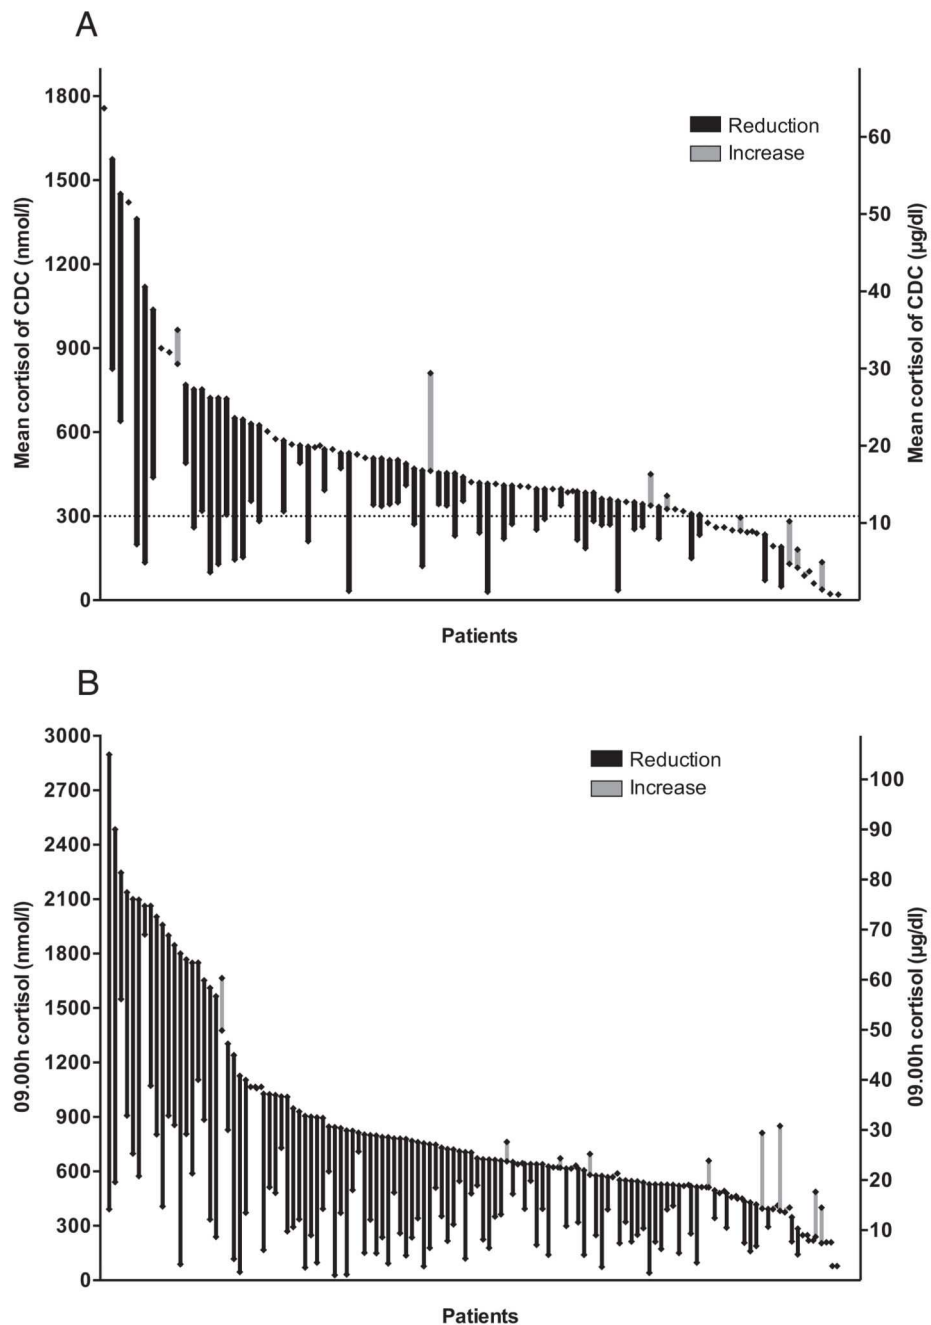 A
Mean cortisol of CDC (nmol/l)
1800
1500
1200
900
600
300
0
Reduction
Increase
60
50
40
30
20
10
Mean cortisol of CDC (µg/dl)
Patients
B
09.00h cortisol (nmol/l)
3000
2700
2400
2100
1800
1500
1200
900
600
300
0
Reduction
Increase
100
90
80
70
60
50
40
30
20
10
09.00h cortisol (µg/dl)
Patients